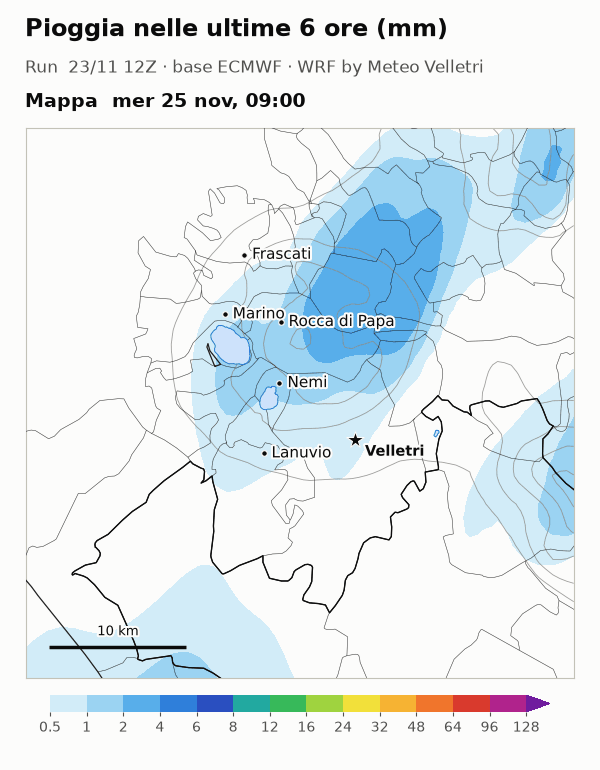 Pioggia nelle ultime 6 ore (mm)
Run  23/11 12Z · base ECMWF · WRF by Meteo Velletri
Mappa  mer 25 nov, 09:00
Frascati
Marino
Rocca di Papa
Nemi
Velletri
Lanuvio
10 km
0.5 1 2 4 6 8 12 16 24 32 48 64 96 128